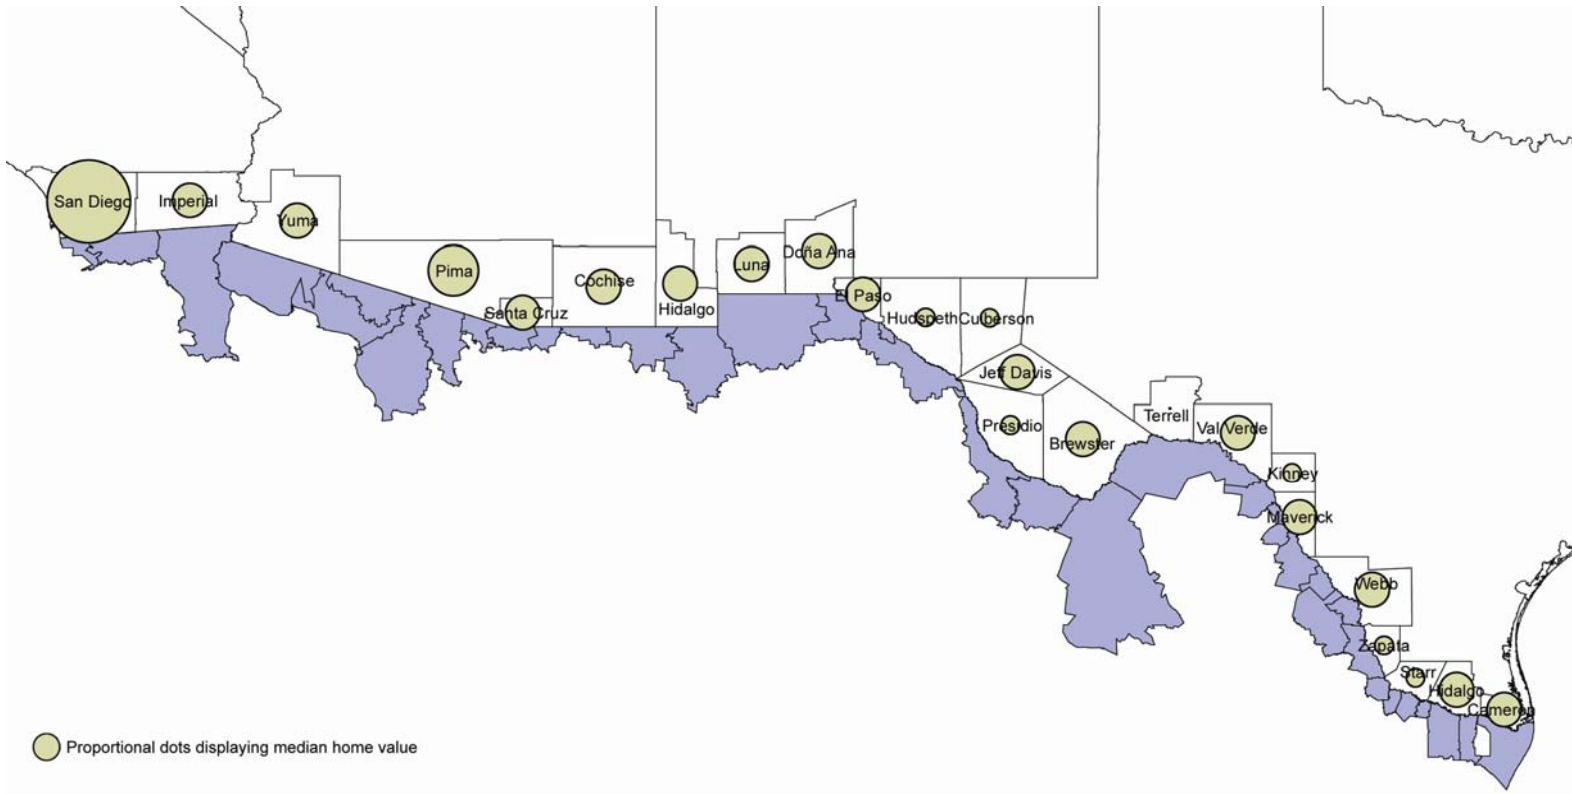 San Diego
Imperial
Yuma
Pima
Santa Cruz
Cochise
Hidalgo
Luna
Doña Ana
El Paso
Hudspeth
Culberson
Jeff Davis
Presidio
Brewster
Terrell
Val Verde
Kinney
Maverick
Webb
Zapata
Starr
Hidalgo
Cameron
Proportional dots displaying median home value